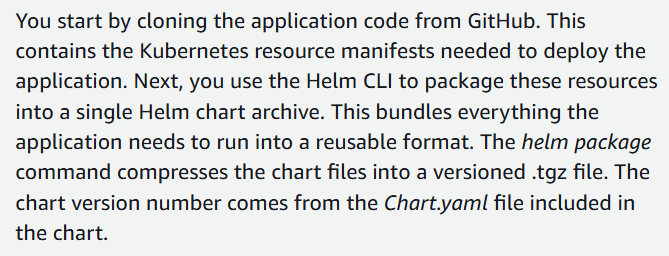 You start by cloning the application code from GitHub. This
contains the Kubernetes resource manifests needed to deploy the
application. Next, you use the Helm CLI to package these resources
into a single Helm chart archive. This bundles everything the
application needs to run into a reusable format. The helm package
command compresses the chart files into a versioned .tgz file. The
chart version number comes from the Chart.yaml file included in
the chart.